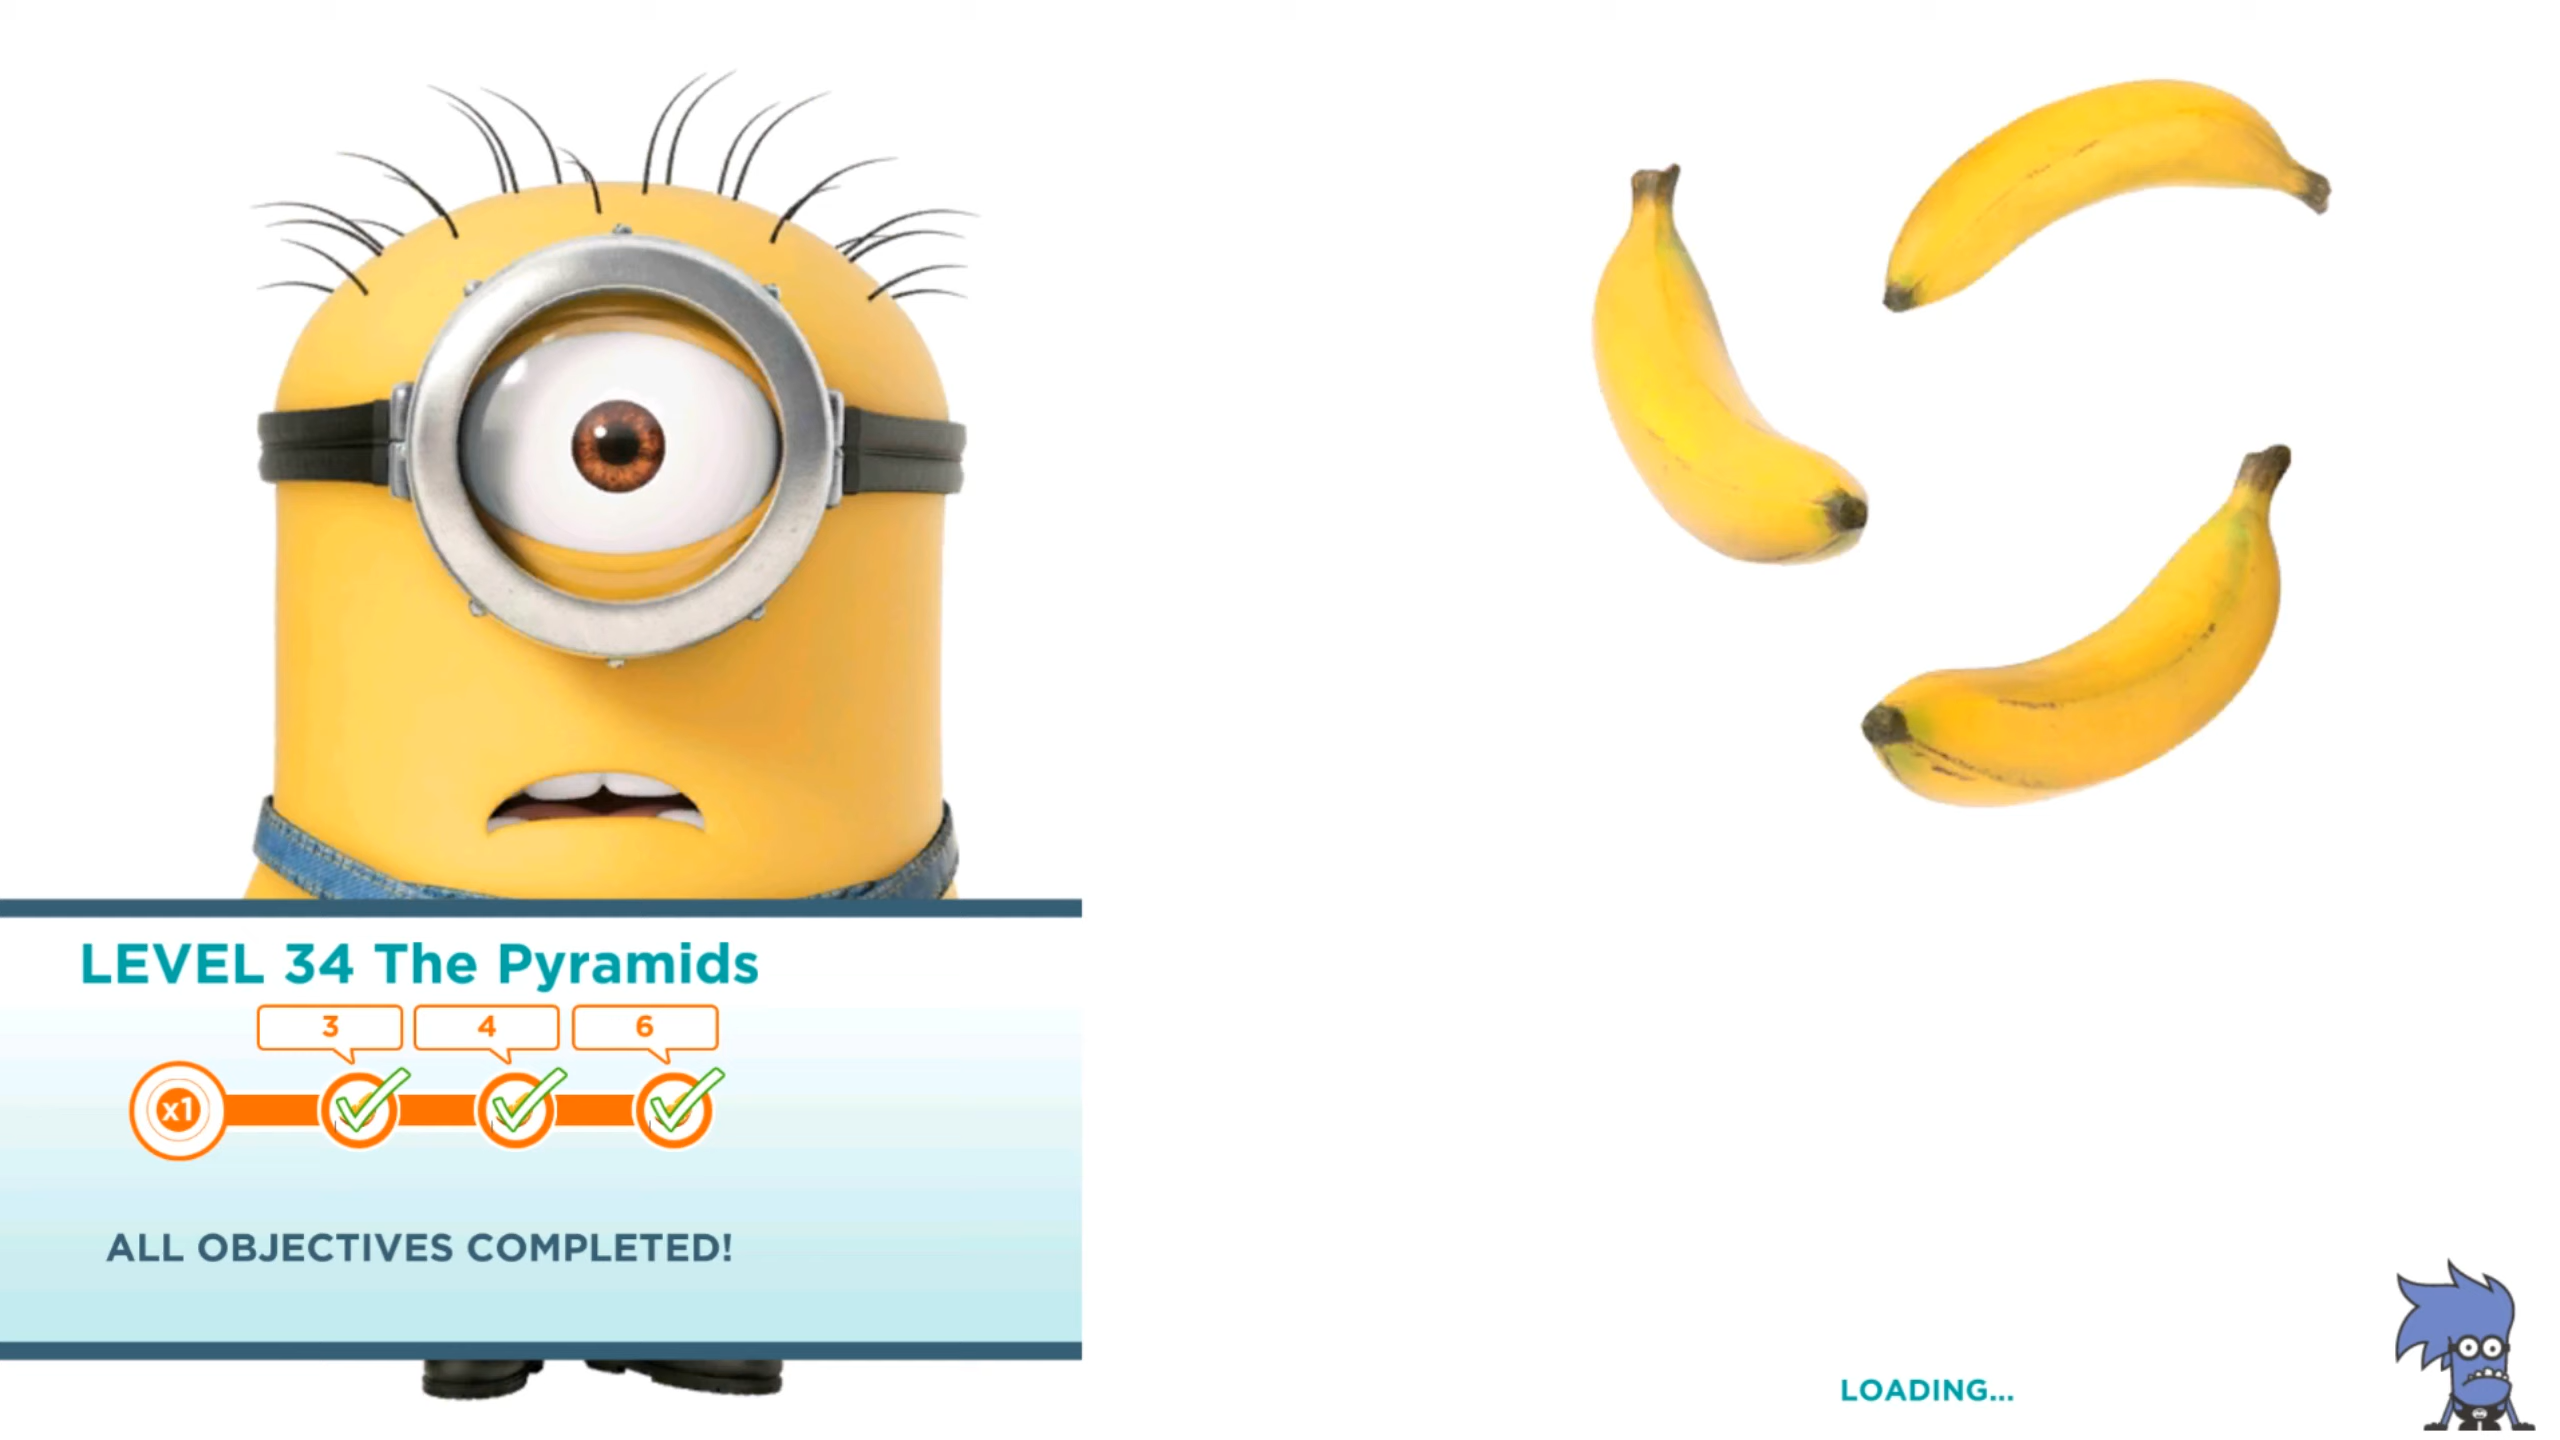 LEVEL 34 The Pyramids
3 4 6
x1
ALL OBJECTIVES COMPLETED!
LOADING...